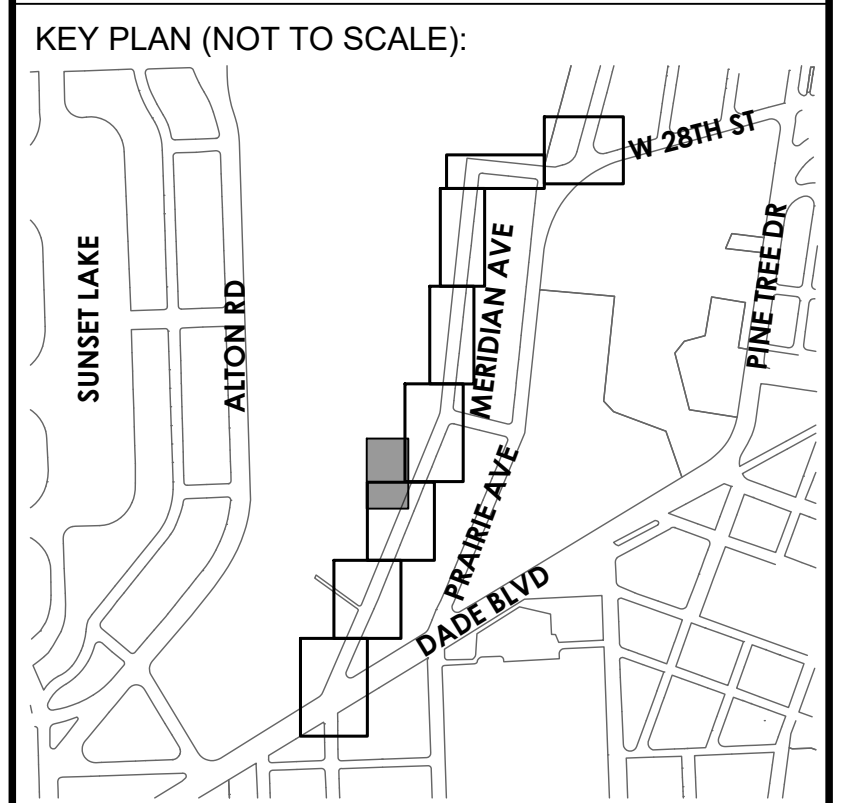 KEY PLAN (NOT TO SCALE):
W 28TH ST
SUNSET LAKE
ALTON RD
MERIDIAN AVE
PINE TREE DR
PRAIRIE AVE
DADE BLVD